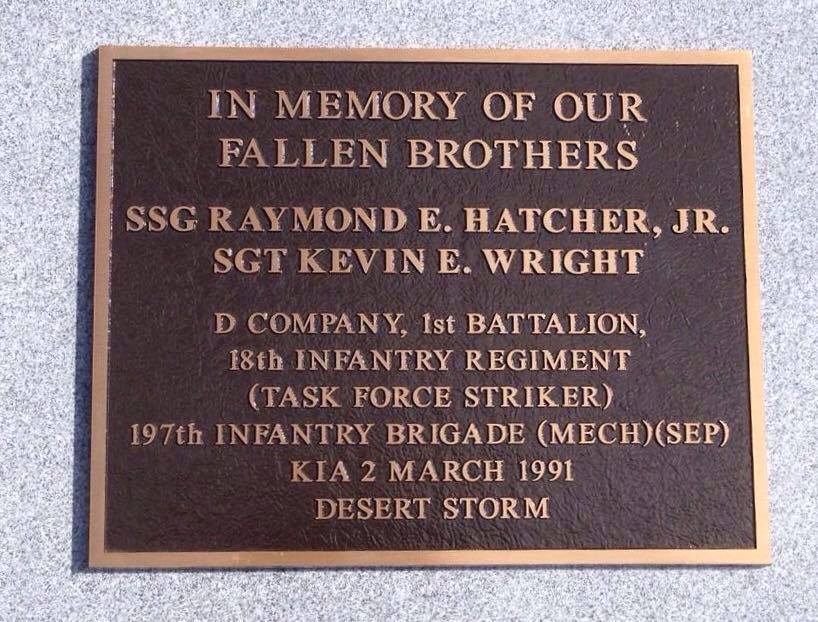 IN MEMORY OF OUR
FALLEN BROTHERS
SSG RAYMOND E. HATCHER, JR.
SGT KEVIN E. WRIGHT
D COMPANY, 1st BATTALION,
18th INFANTRY REGIMENT
(TASK FORCE STRIKER)
197th INFANTRY BRIGADE (MECH)(SEP)
KIA 2 MARCH 1991
DESERT STORM